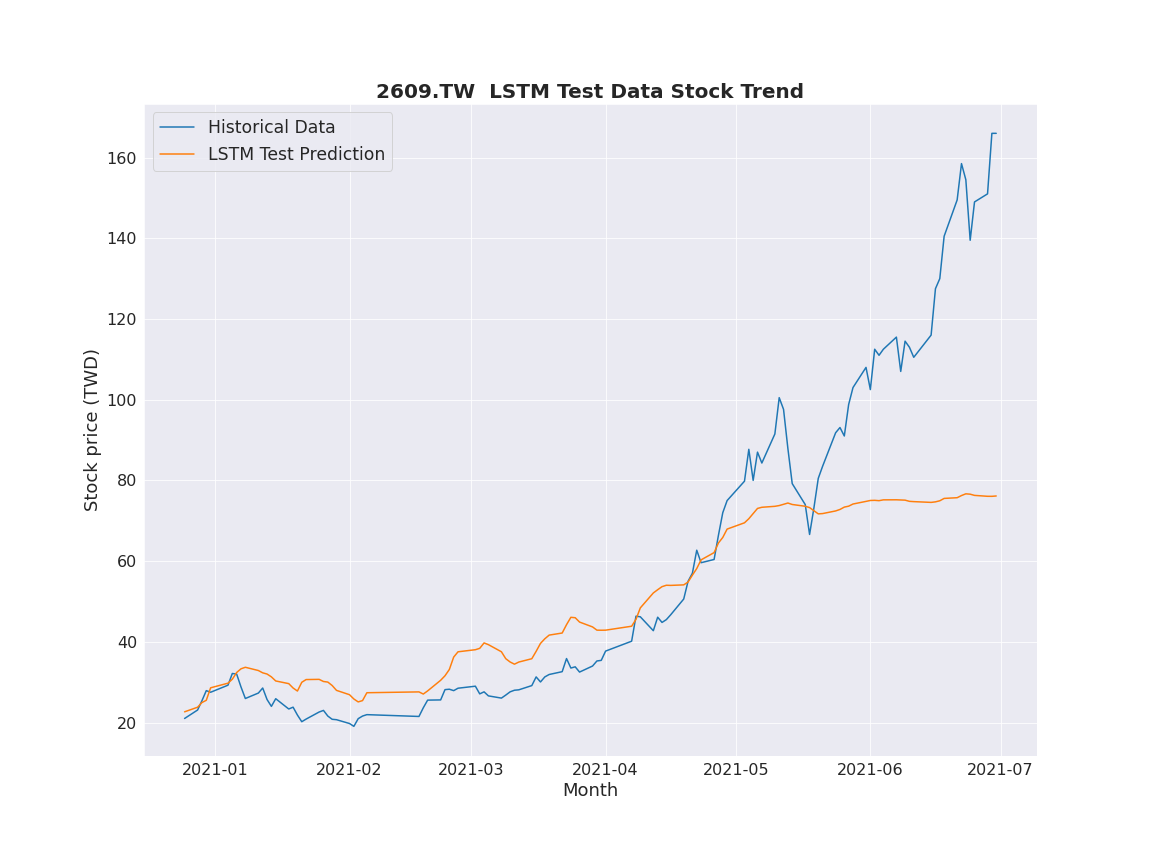 2609.TW  LSTM Test Data Stock Trend
Historical Data
LSTM Test Prediction
Stock price (TWD)
160
140
120
100
80
60
40
20
2021-01 2021-02 2021-03 2021-04 2021-05 2021-06 2021-07
Month